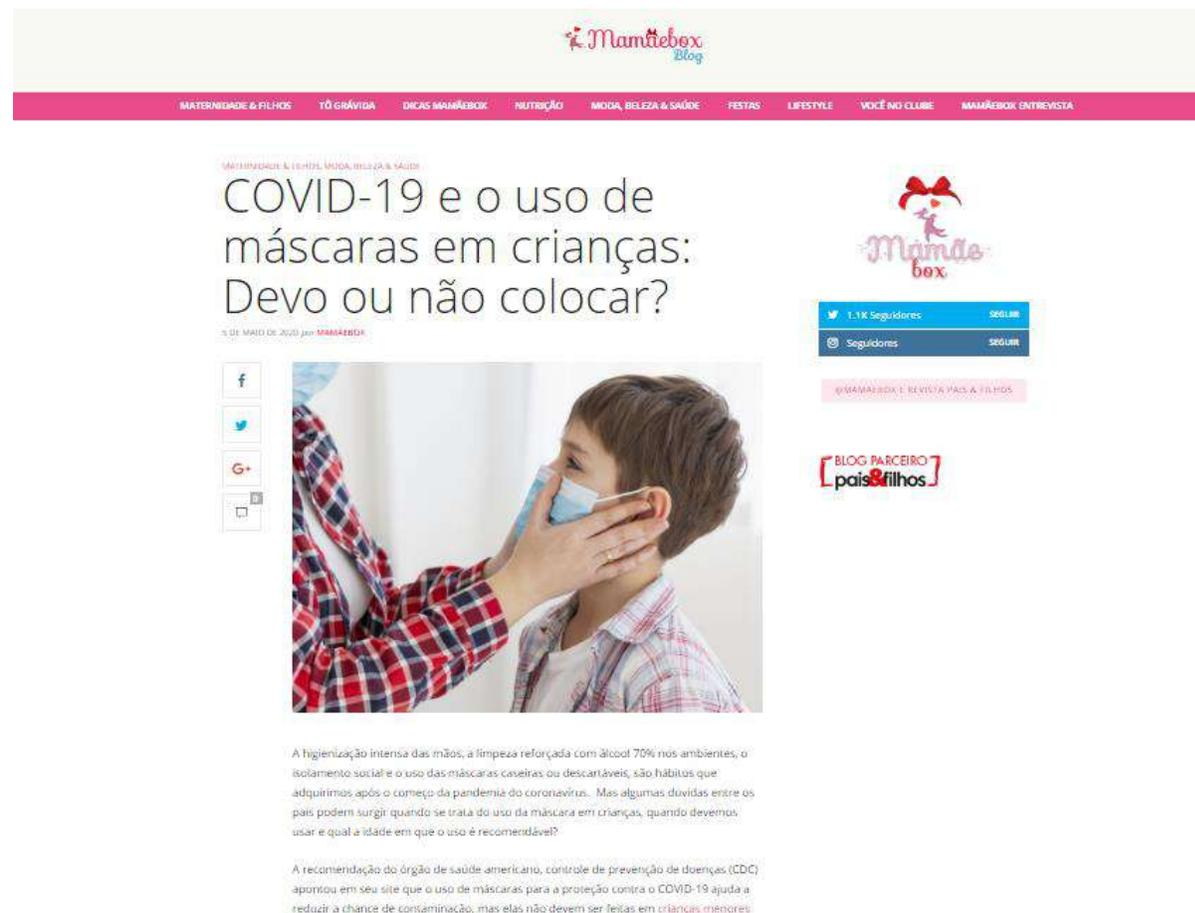 Mamãebox
Blog
MATERNIDADE & FILHOS TÔ GRÁVIDA DICAS MAMÃEBOX NUTRIÇÃO MODA, BELEZA & SAÚDE FESTAS LIFESTYLE VOCÊ NO CLUBE MAMÃEBOX ENTREVISTA
MATERNIDADE & FILHOS, MODA, BELEZA & SAÚDE
COVID-19 e o uso de
máscaras em crianças:
Devo ou não colocar?
5 DE MAIO DE 2020 por MAMÃEBOX
G+
0
A higienização intensa das mãos, a limpeza reforçada com álcool 70% nos ambientes, o
isolamento social e o uso das máscaras caseiras ou descartáveis, são hábitos que
adquirimos após o começo da pandemia do coronavírus. Mas algumas duvidas entre os
pais podem surgir quando se trata do uso da máscara em crianças, quando devemos
usar e qual a idade em que o uso é recomendável?
A recomendação do órgão de saúde americano, controle de prevenção de doenças (CDC)
apontou em seu site que o uso de máscaras para a proteção contra o COVID-19 ajuda a
reduzir a chance de contaminação, mas elas não devem ser feitas em crianças menores
Mamãe
box
1.1K Seguidores SEGUIR
Seguidores SEGUIR
@MAMAEBOX E REVISTA PAIS & FILHOS
BLOG PARCEIRO
pais&filhos